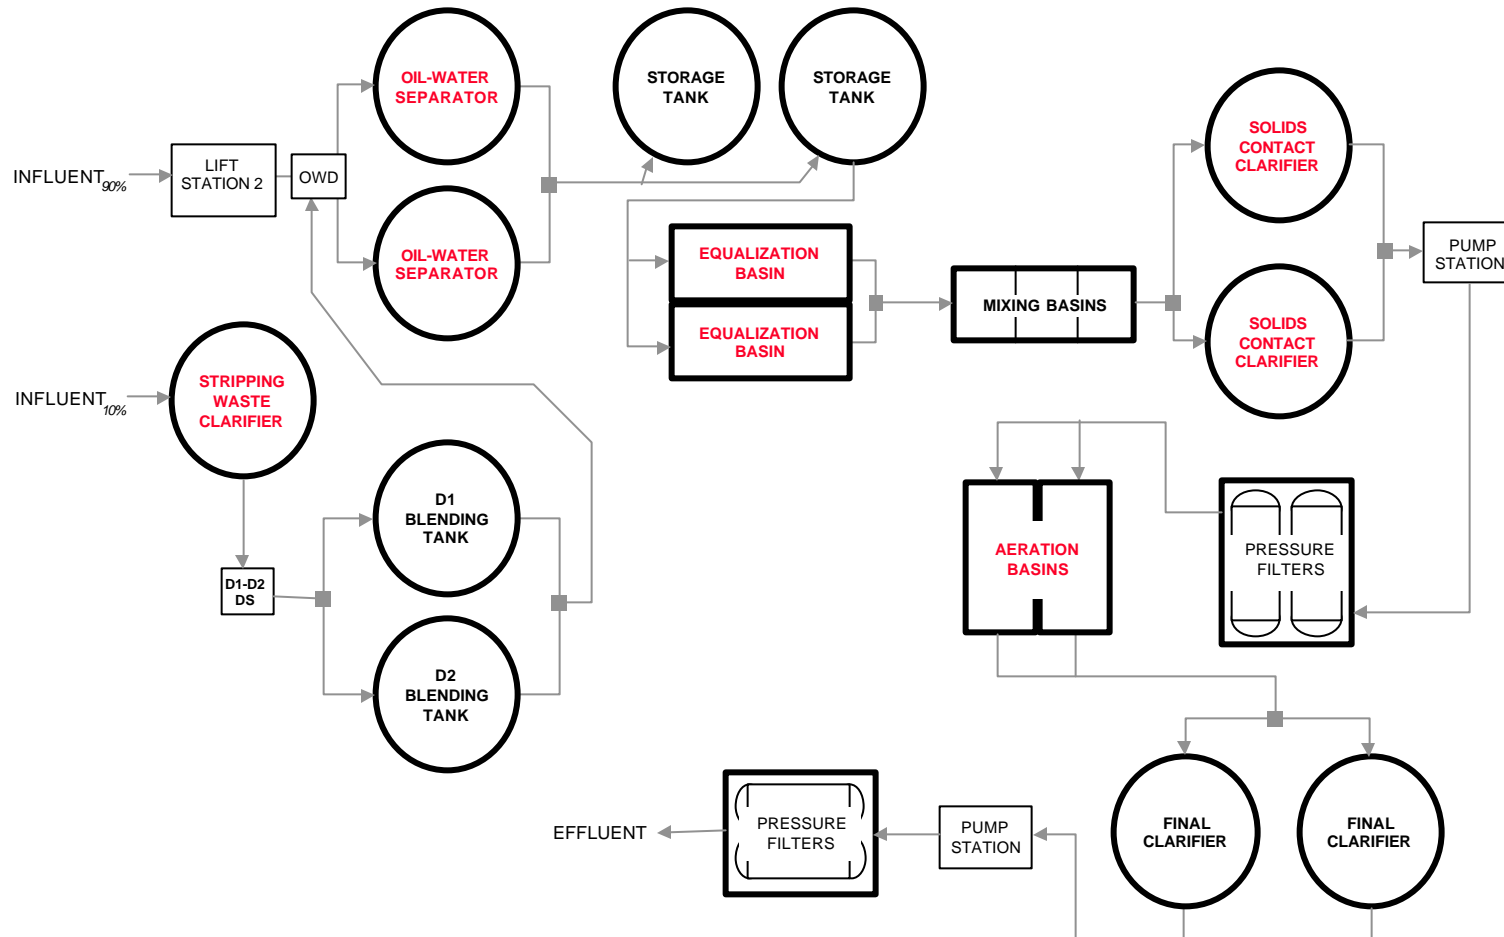 OIL-WATER
SEPARATOR
STORAGE
TANK
STORAGE
TANK
SOLIDS
CONTACT
CLARIFIER
INFLUENT90%
LIFT
STATION 2
OWD
OIL-WATER
SEPARATOR
EQUALIZATION
BASIN
EQUALIZATION
BASIN
MIXING BASINS
SOLIDS
CONTACT
CLARIFIER
PUMP
STATION
INFLUENT10%
STRIPPING
WASTE
CLARIFIER
D1
BLENDING
TANK
D1-D2
DS
D2
BLENDING
TANK
AERATION
BASINS
PRESSURE
FILTERS
EFFLUENT
PRESSURE
FILTERS
PUMP
STATION
FINAL
CLARIFIER
FINAL
CLARIFIER